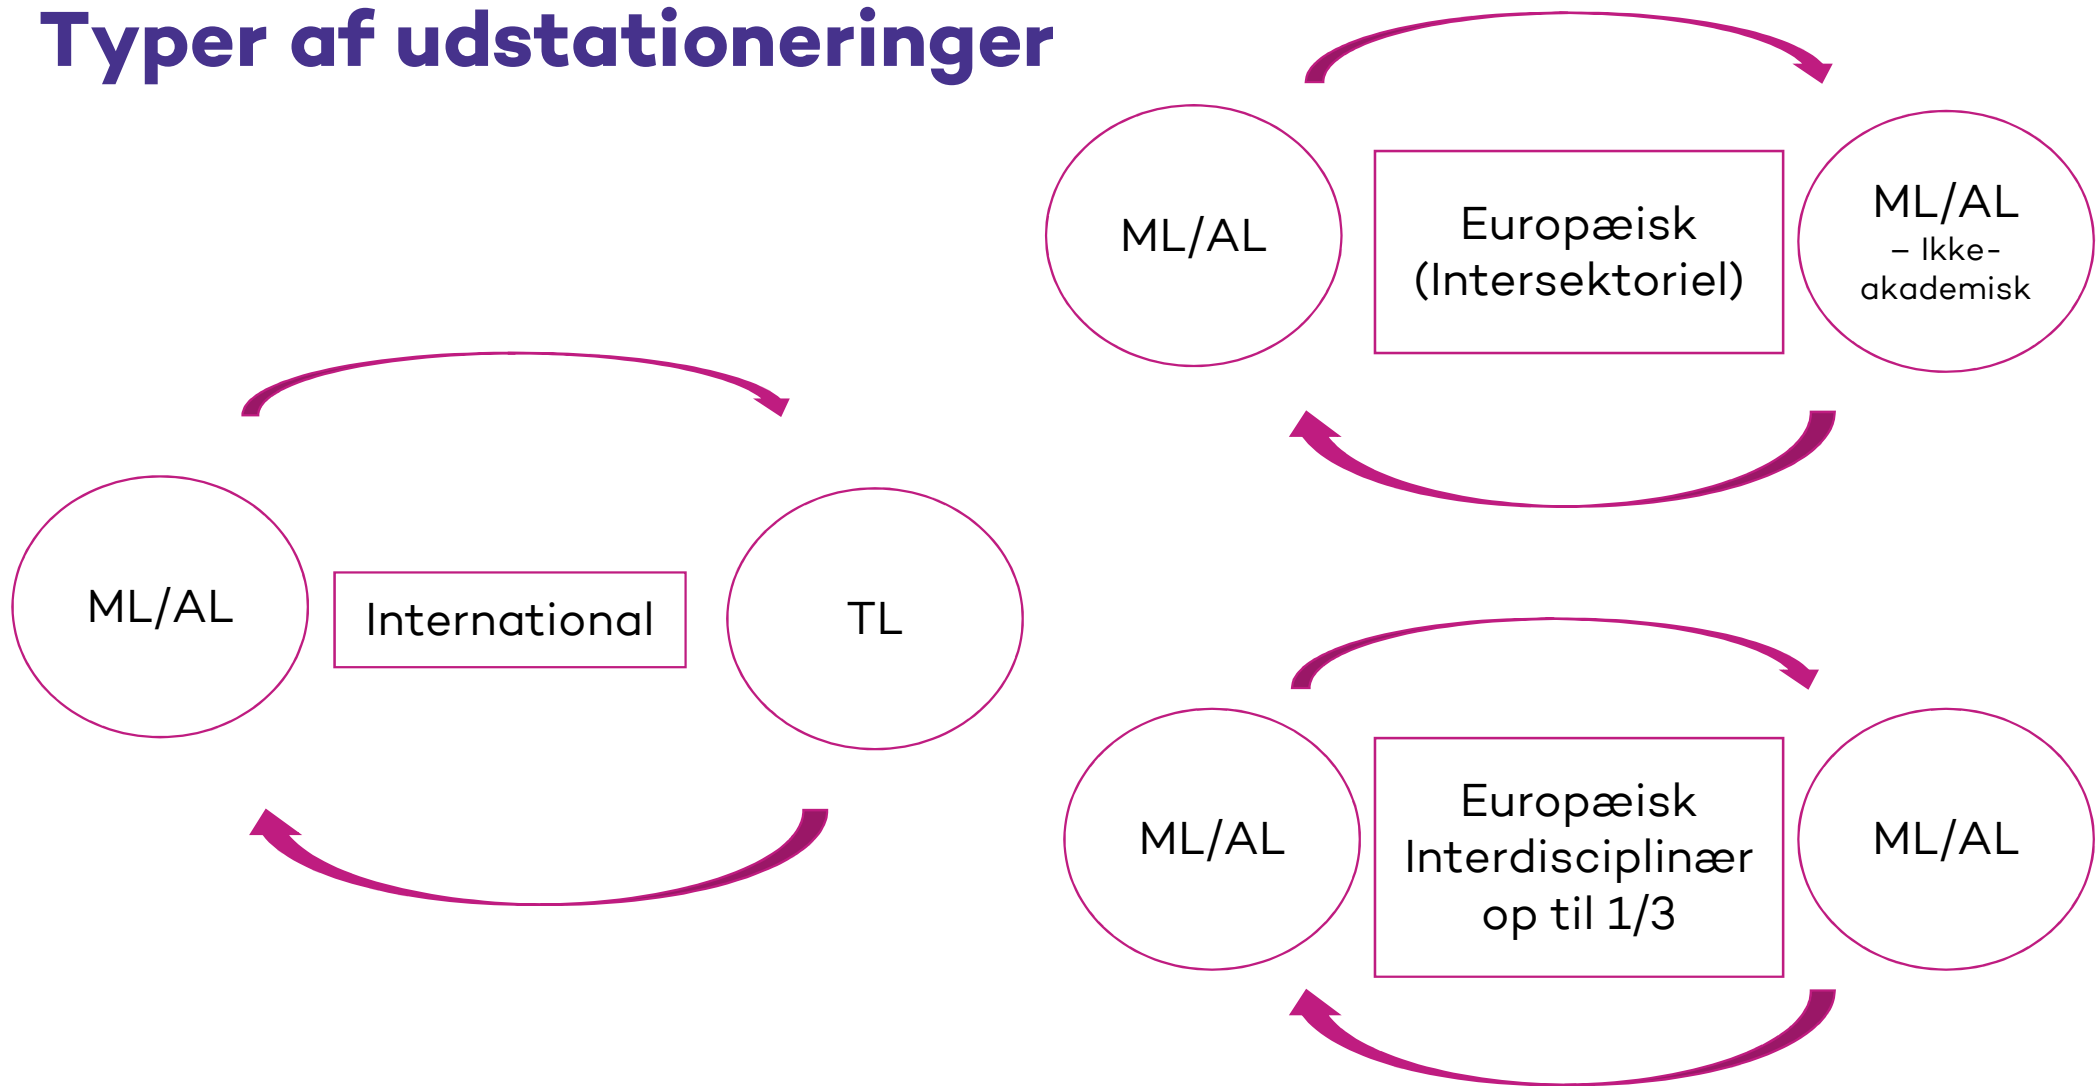 Typer af udstationeringer
ML/AL
International
TL
ML/AL
Europæisk
(Intersektoriel)
ML/AL
– Ikke-
akademisk
ML/AL
Europæisk
Interdisciplinær
op til 1/3
ML/AL